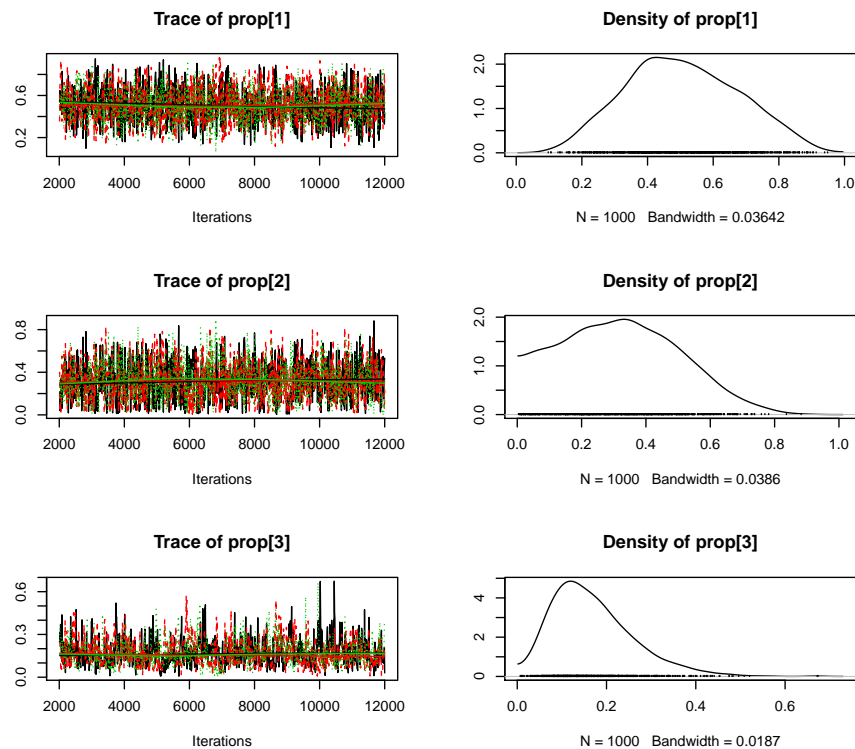 Trace of prop[1]
0.2 0.6
2000 4000 6000 8000 10000 12000
Iterations
Density of prop[1]
0.0 1.0 2.0
0.0 0.2 0.4 0.6 0.8 1.0
N = 1000 Bandwidth = 0.03642
Trace of prop[2]
0.0 0.4 0.8
2000 4000 6000 8000 10000 12000
Iterations
Density of prop[2]
0.0 1.0 2.0
0.0 0.2 0.4 0.6 0.8 1.0
N = 1000 Bandwidth = 0.0386
Trace of prop[3]
0.0 0.3 0.6
2000 4000 6000 8000 10000 12000
Iterations
Density of prop[3]
0 2 4
0.0 0.2 0.4 0.6
N = 1000 Bandwidth = 0.0187